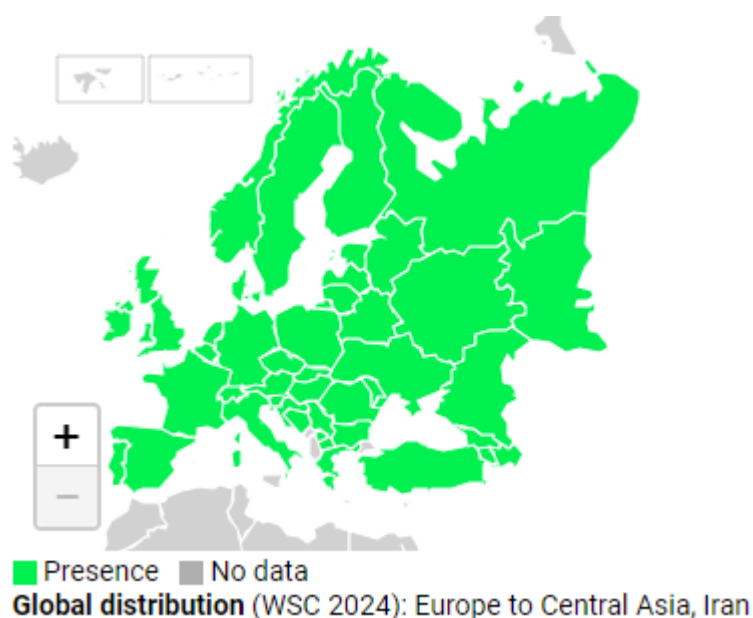 +
−
Presence No data
Global distribution (WSC 2024): Europe to Central Asia, Iran